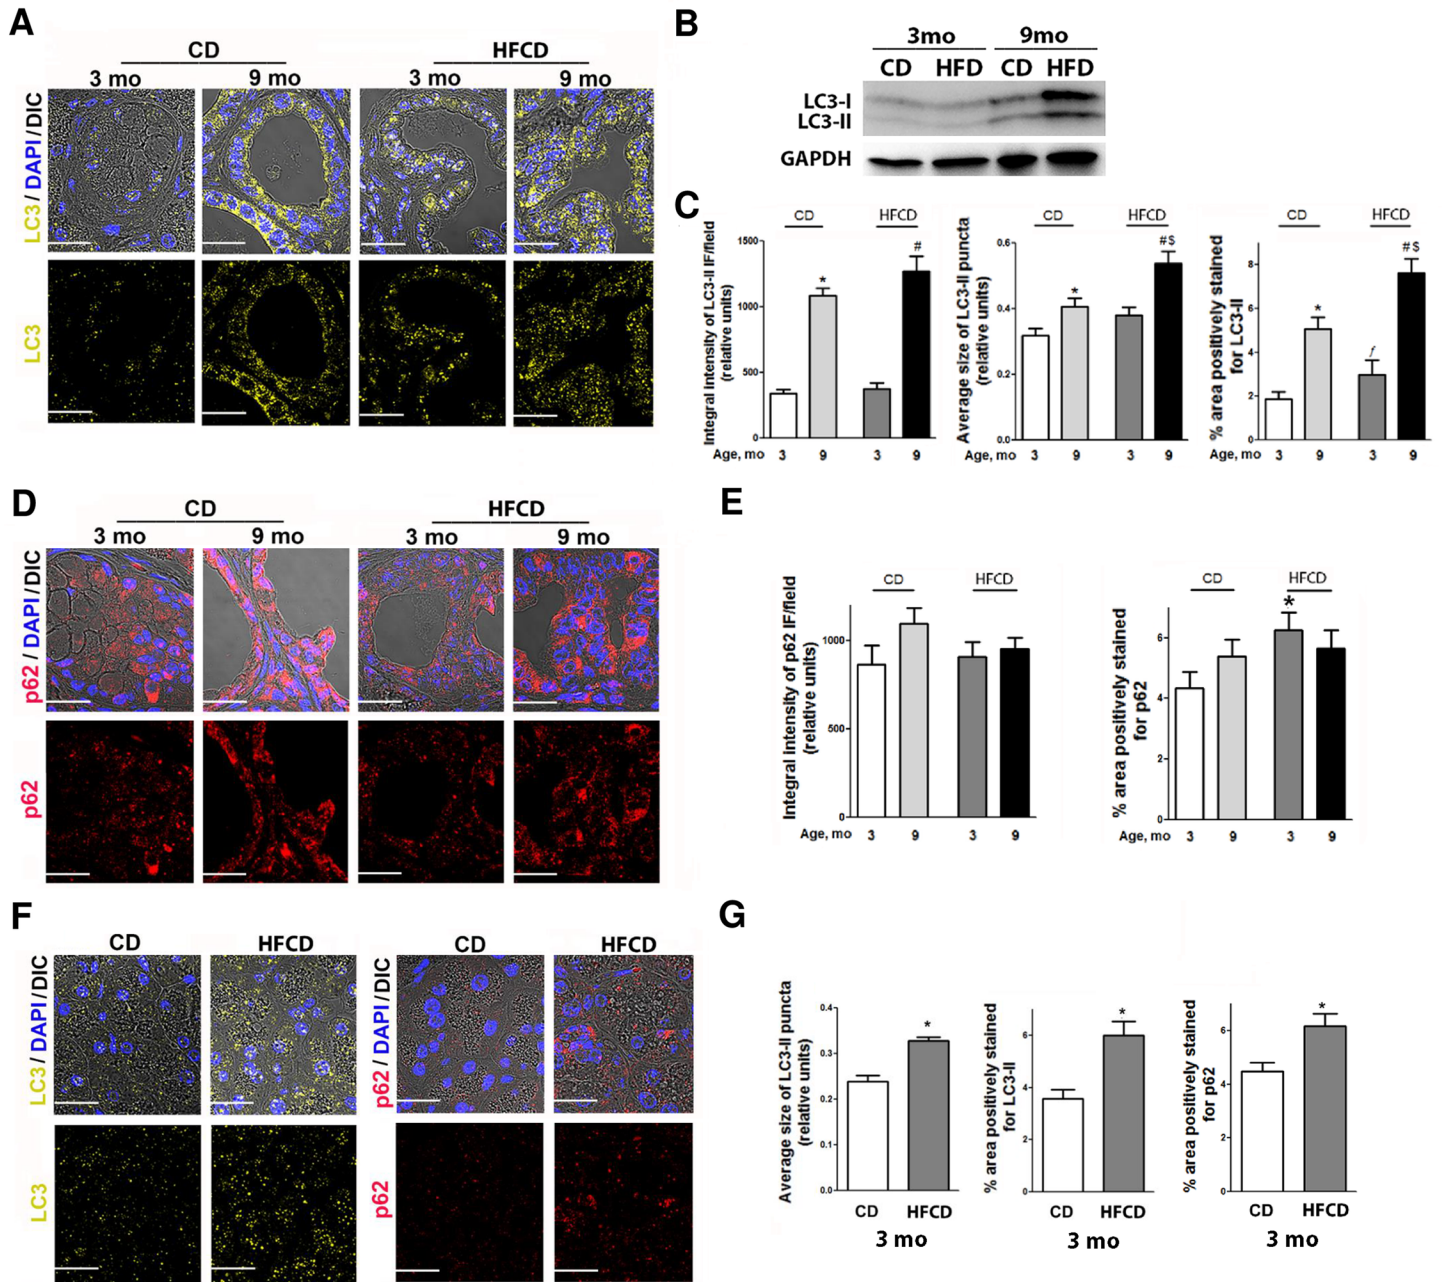 A
CD
HFCD
3 mo
9 mo
3 mo
9 mo
LC3 / DAPI / DIC
LC3
B
3mo
9mo
CD
HFD
CD
HFD
LC3-I
LC3-II
GAPDH
C
CD
HFCD
Integral intensity of LC3-II IF/field
(relative units)
1500
1000
500
0
*
#
Age, mo
3
9
3
9
CD
HFCD
Average size of LC3-II puncta
(relative units)
0.6
0.4
0.2
0.0
*
#$
Age, mo
3
9
3
9
CD
HFCD
% area positively stained
for LC3-II
8
6
4
2
0
*
f
#$
Age, mo
3
9
3
9
D
CD
HFCD
3 mo
9 mo
3 mo
9 mo
p62 / DAPI / DIC
p62
E
CD
HFCD
Integral intensity of p62 IF/field
(relative units)
1000
500
0
Age, mo
3
9
3
9
CD
HFCD
% area positively stained
for p62
6
4
2
0
*
Age, mo
3
9
3
9
F
CD
HFCD
CD
HFCD
LC3 / DAPI / DIC
LC3
p62 / DAPI / DIC
p62
G
Average size of LC3-II puncta
(relative units)
0.4
0.3
0.2
0.1
0.0
*
CD
HFCD
3 mo
% area positively stained
for LC3-II
6
4
2
0
*
CD
HFCD
3 mo
% area positively stained
for p62
6
4
2
0
*
CD
HFCD
3 mo